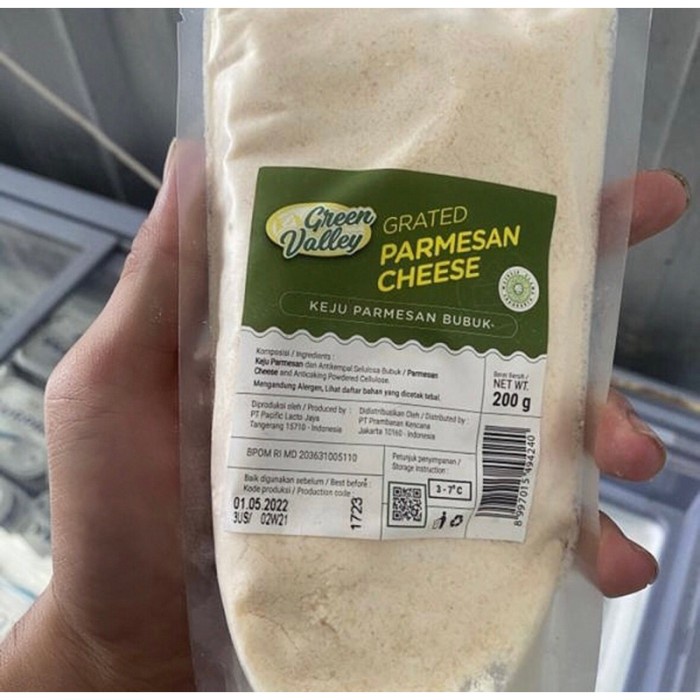 Green
Valley
GRATED
PARMESAN
CHEESE
KEJU PARMESAN BUBUK
Komposisi / Ingredients :
Keju Parmesan dan Antikempal Selulosa Bubuk / Parmesan
Cheese and Anticaking Powdered Cellulose.
Mengandung Alergen, Lihat daftar bahan yang dicetak tebal.
Berat Bersih /
NET WT.
200 g
Diproduksi oleh / Produced by :
PT Pacific Lacto Jaya
Tangerang 15710 - Indonesia
Didistribusikan Oleh / Distributed by :
PT Prambanan Kencana
Jakarta 10160 - Indonesia
BPOM RI MD 203631005110
Petunjuk penyimpanan /
Storage instruction :
3 - 7°C
Baik digunakan sebelum / Best before :
Kode produksi / Production code :
01.05.2022
3US/ 02W21
1723
8 997015 494240